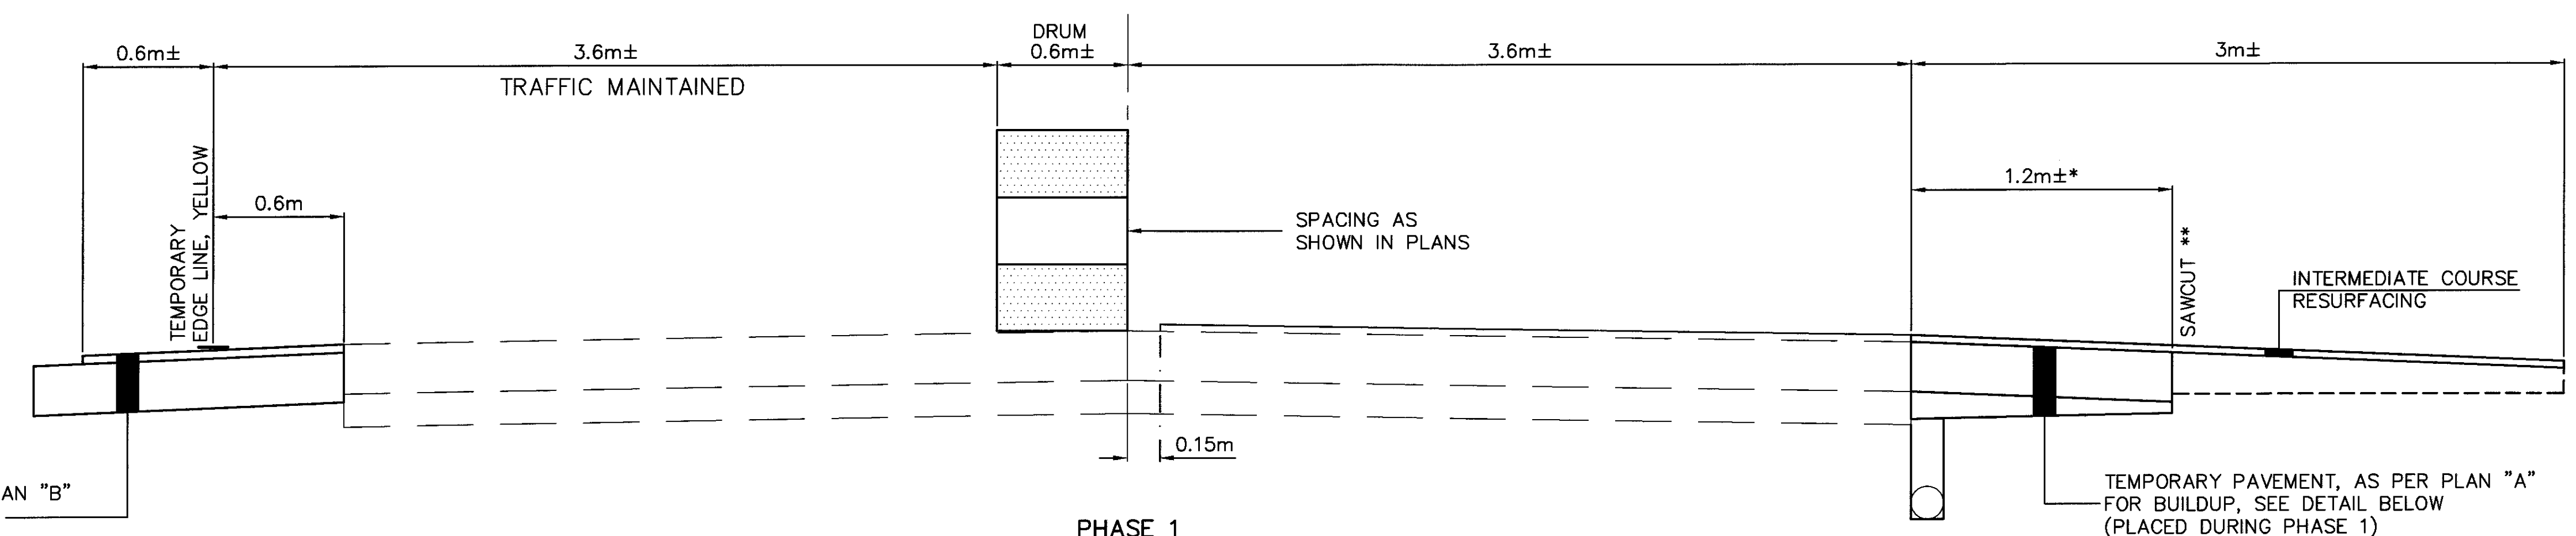 DRUM
0.6m±
3.6m±
0.6m±
3.6m±
3m±
TRAFFIC MAINTAINED
TEMPORARY
EDGE LINE, YELLOW
0.6m
1.2m±*
SPACING AS
SHOWN IN PLANS
SAWCUT **
INTERMEDIATE COURSE
RESURFACING
0.15m
AN "B"
TEMPORARY PAVEMENT, AS PER PLAN "A"
FOR BUILDUP, SEE DETAIL BELOW
(PLACED DURING PHASE 1)
PHASE 1